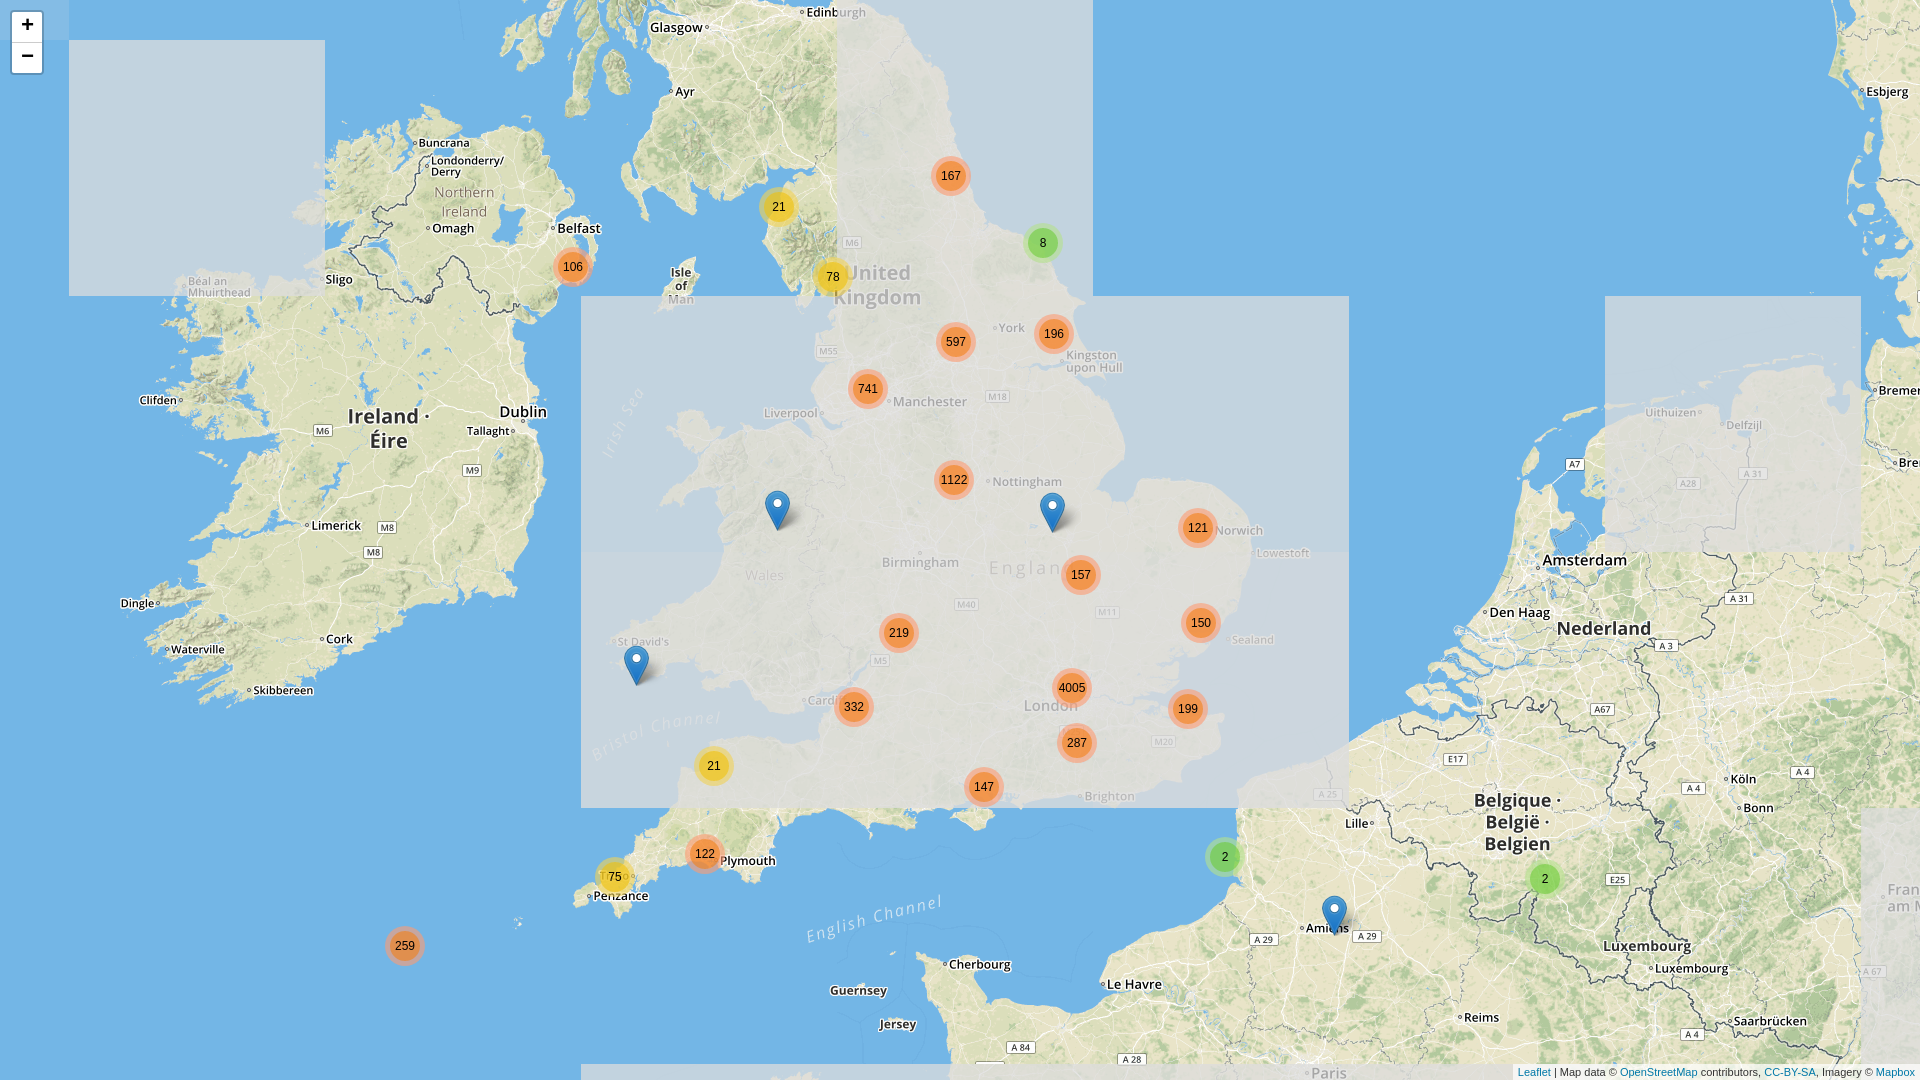 +
−
Edinburgh
Glasgow
Ayr
Esbjerg
Buncrana
Londonderry/
Derry
Northern
Ireland
Omagh
Belfast
Sligo
Béal an
Mhuirthead
Isle
of
Man
167
21
8
106
78
M6
United
Kingdom
York
196
597
Kingston
upon Hull
M55
741
Manchester
M18
Liverpool
Irish Sea
Clifden
Ireland ·
Éire
Dublin
Tallaght
M6
M9
Limerick
M8
M8
Dingle
Waterville
Cork
Skibbereen
1122
Nottingham
121
Norwich
Lowestoft
Birmingham
Wales
157
M40
M11
219
150
Sealand
St David's
M5
4005
London
199
332
287
M20
Bristol Channel
21
147
Brighton
122
Plymouth
75
Penzance
259
English Channel
Guernsey
Jersey
Cherbourg
Le Havre
A 84
A 28
A 29
A 29
Amiens
Reims
Paris
2
2
Lille
A 25
E17
E25
Belgique ·
België ·
Belgien
Luxembourg
Luxembourg
Saarbrücken
A 4
A 67
Köln
Bonn
A 4
A 4
A67
A 3
A 31
Nederland
Den Haag
Amsterdam
A7
Uithuizen
Delfzijl
A 31
A28
Leaflet | Map data © OpenStreetMap contributors, CC-BY-SA, Imagery © Mapbox